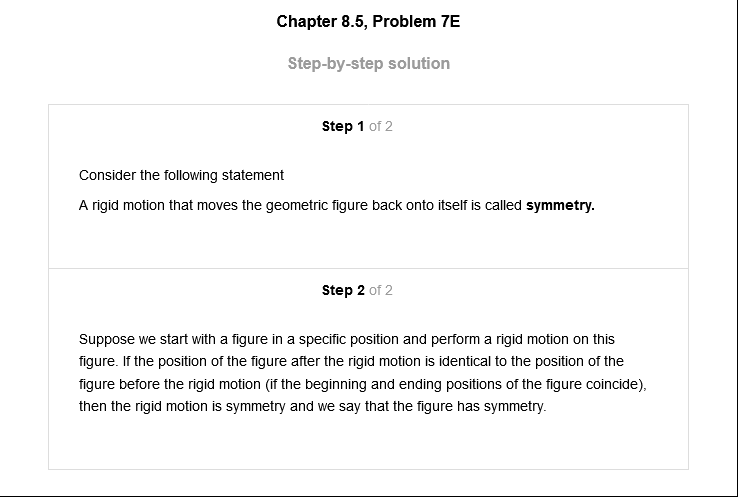 Chapter 8.5, Problem 7E
Step-by-step solution
Step 1 of 2
Consider the following statement
A rigid motion that moves the geometric figure back onto itself is called symmetry.
Step 2 of 2
Suppose we start with a figure in a specific position and perform a rigid motion on this
figure. If the position of the figure after the rigid motion is identical to the position of the
figure before the rigid motion (if the beginning and ending positions of the figure coincide),
then the rigid motion is symmetry and we say that the figure has symmetry.